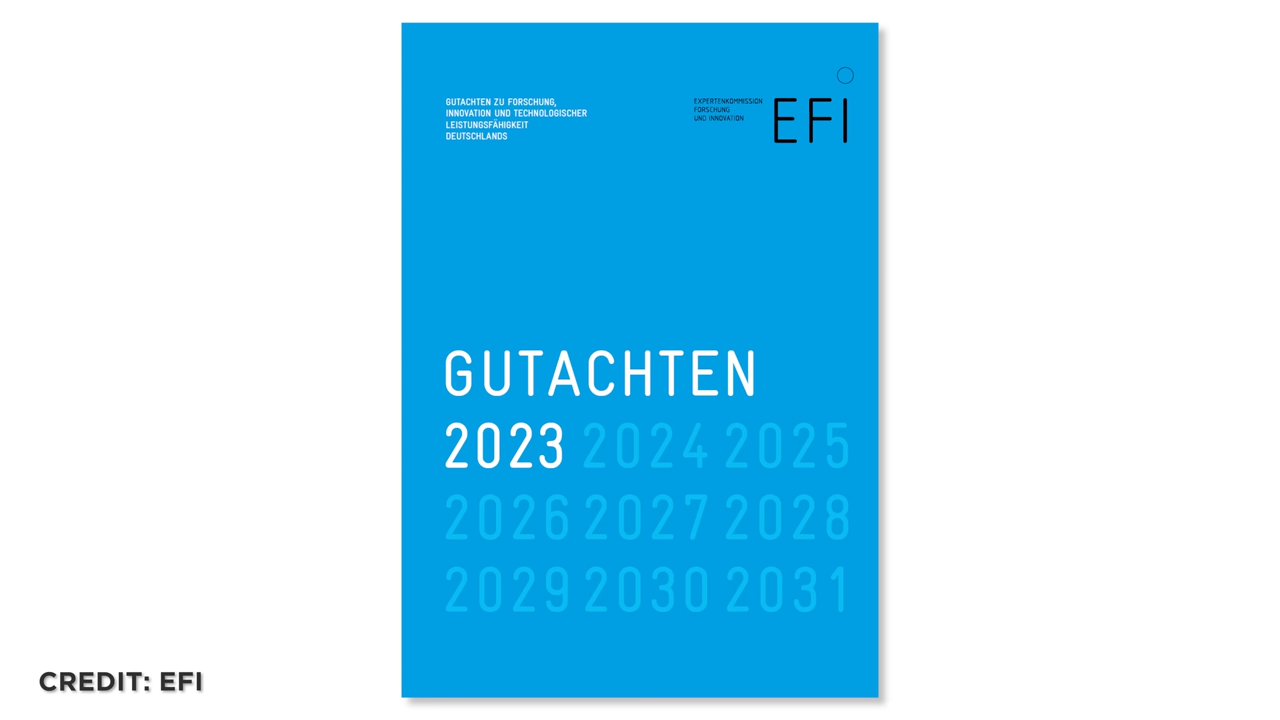 GUTACHTEN ZU FORSCHUNG,
INNOVATION UND TECHNOLOGISCHER
LEISTUNGSFÄHIGKEIT
DEUTSCHLANDS
EXPERTENKOMMISSION
FORSCHUNG
UND INNOVATION
EFI
GUTACHTEN
2023 2024 2025
2026 2027 2028
2029 2030 2031
CREDIT: EFI